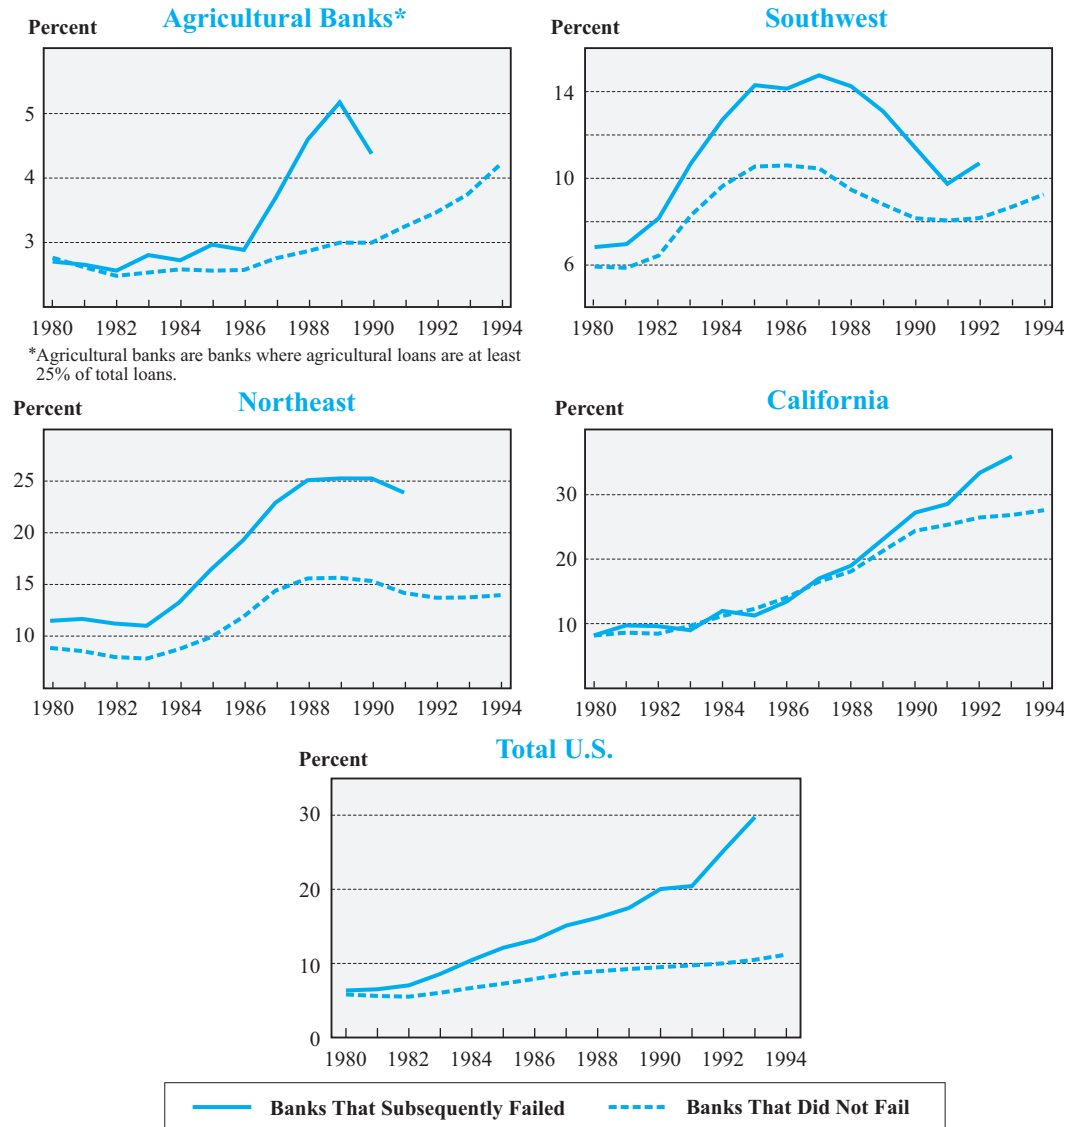 Agricultural Banks*
Percent
5
4
3
1980 1982 1984 1986 1988 1990 1992 1994
*Agricultural banks are banks where agricultural loans are at least
25% of total loans.
Southwest
Percent
14
10
6
1980 1982 1984 1986 1988 1990 1992 1994
Northeast
Percent
25
20
15
10
1980 1982 1984 1986 1988 1990 1992 1994
California
Percent
30
20
10
1980 1982 1984 1986 1988 1990 1992 1994
Total U.S.
Percent
30
20
10
0
1980 1982 1984 1986 1988 1990 1992 1994
Banks That Subsequently Failed Banks That Did Not Fail